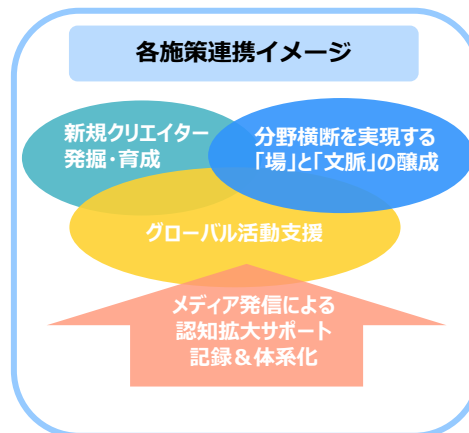 各施策連携イメージ
新規クリエイター
発掘・育成
分野横断を実現する
「場」と「文脈」の醸成
グローバル活動支援
メディア発信による
認知拡大サポート
記録＆体系化